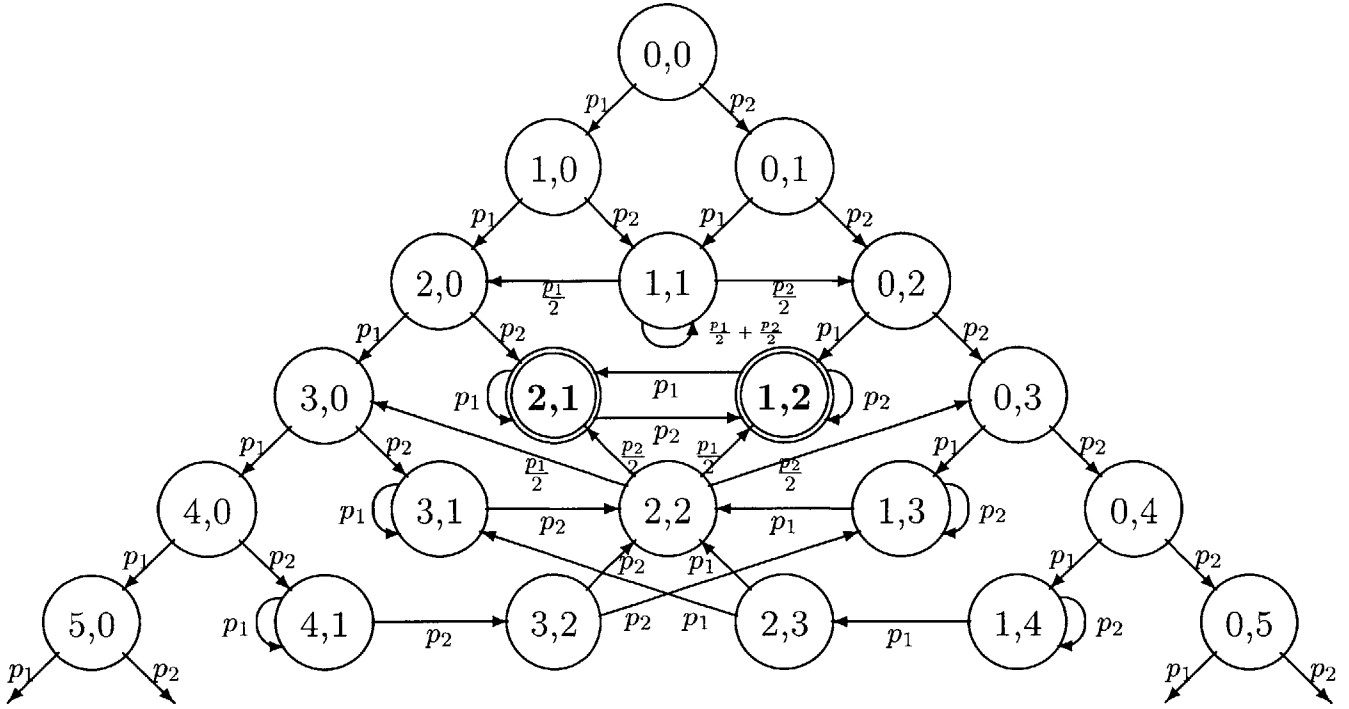 0,0
p₁ p₂
1,0 0,1
p₁ p₂ p₁ p₂
2,0 1,1 0,2
p₁/2 p₂/2
p₁ p₂ p₁/2 + p₂/2 p₁ p₂
3,0 2,1 1,2 0,3
p₁ p₁ p₂
p₂
p₁ p₂ p₁/2 p₂/2 p₁/2 p₂/2 p₁ p₂
4,0 3,1 2,2 1,3 0,4
p₁ p₂ p₁ p₂
p₁ p₂ p₂ p₁ p₁ p₂
5,0 4,1 3,2 2,3 1,4 0,5
p₁ p₂ p₂ p₁ p₁ p₂
p₁ p₂ p₁ p₂